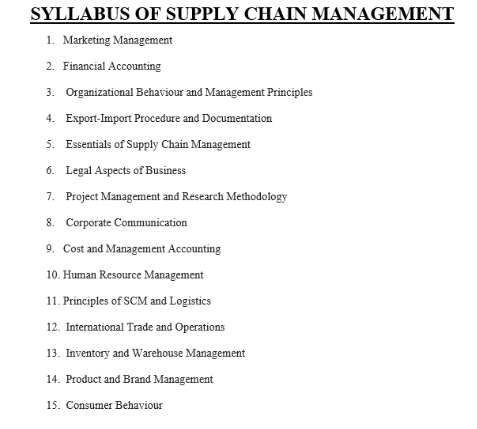 SYLLABUS OF SUPPLY CHAIN MANAGEMENT
1. Marketing Management
2. Financial Accounting
3. Organizational Behaviour and Management Principles
4. Export-Import Procedure and Documentation
5. Essentials of Supply Chain Management
6. Legal Aspects of Business
7. Project Management and Research Methodology
8. Corporate Communication
9. Cost and Management Accounting
10. Human Resource Management
11. Principles of SCM and Logistics
12. International Trade and Operations
13. Inventory and Warehouse Management
14. Product and Brand Management
15. Consumer Behaviour